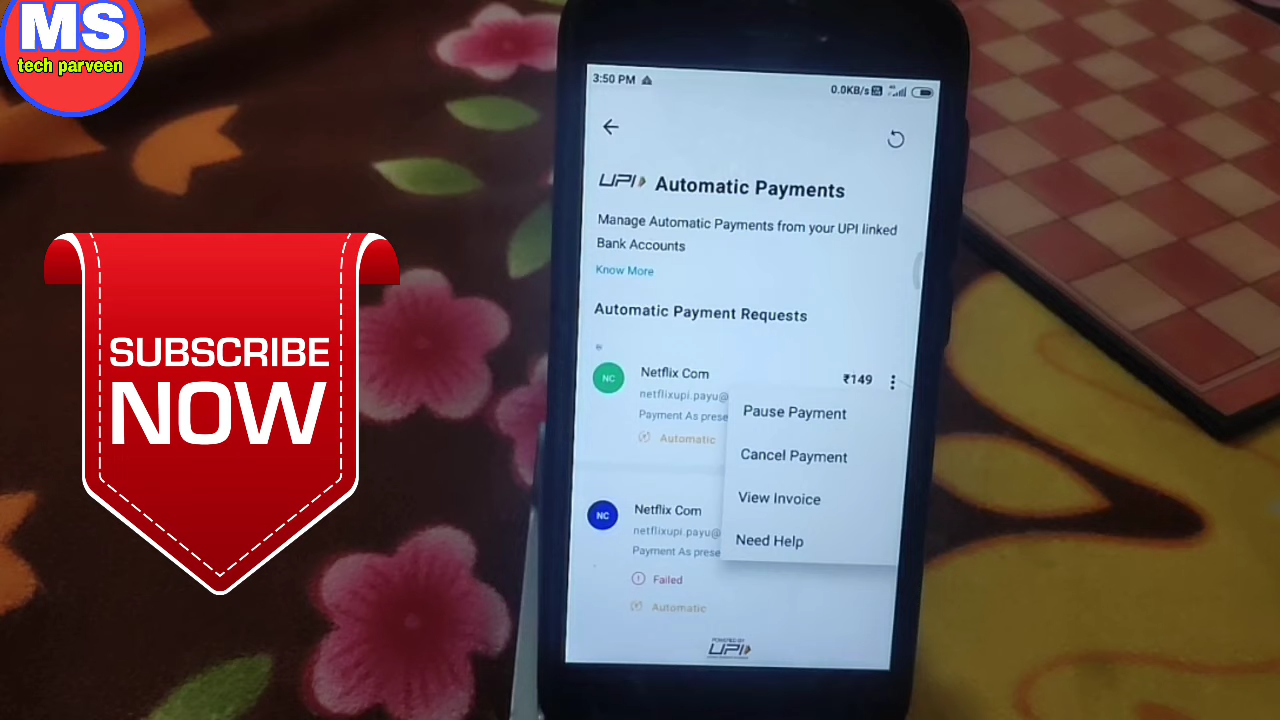 MS
tech parveen
SUBSCRIBE
NOW
3:50 PM
0.0KB/s
UPI Automatic Payments
Manage Automatic Payments from your UPI linked
Bank Accounts
Know More
Automatic Payment Requests
NC
Netflix Com
₹149
netflixupi.payu@
Payment As prese
Automatic
Pause Payment
Cancel Payment
View Invoice
Need Help
NC
Netflix Com
netflixupi.payu@
Payment As prese
Failed
Automatic
POWERED BY
UPI